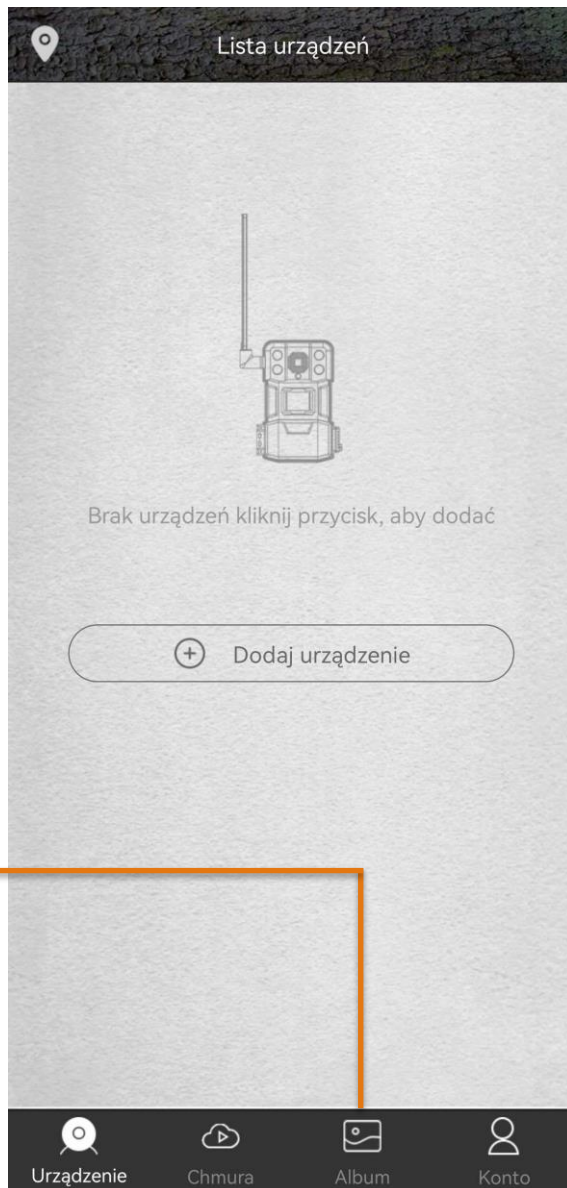 Lista urządzeń
Brak urządzeń kliknij przycisk, aby dodać
Dodaj urządzenie
Urządzenie
Chmura
Album
Konto